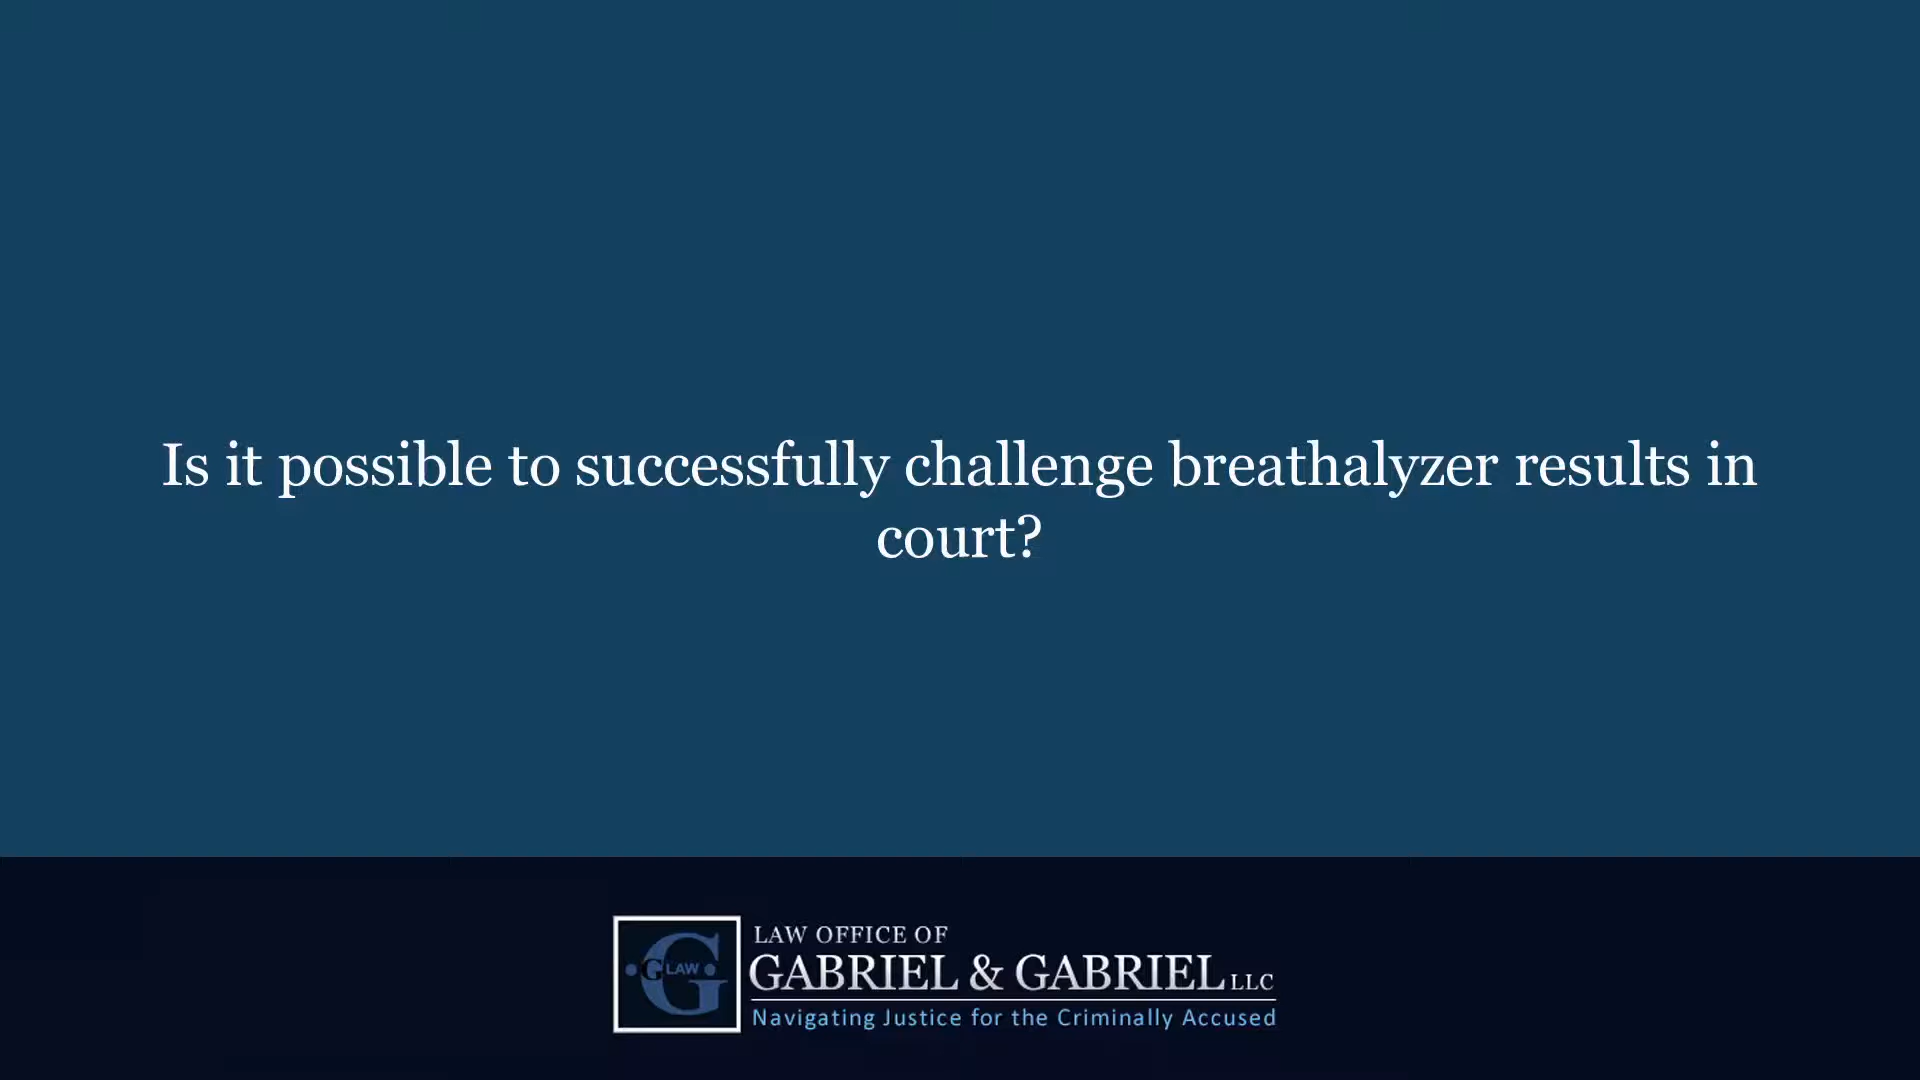 Is it possible to successfully challenge breathalyzer results in
court?
G LAW
LAW OFFICE OF
GABRIEL & GABRIEL LLC
Navigating Justice for the Criminally Accused